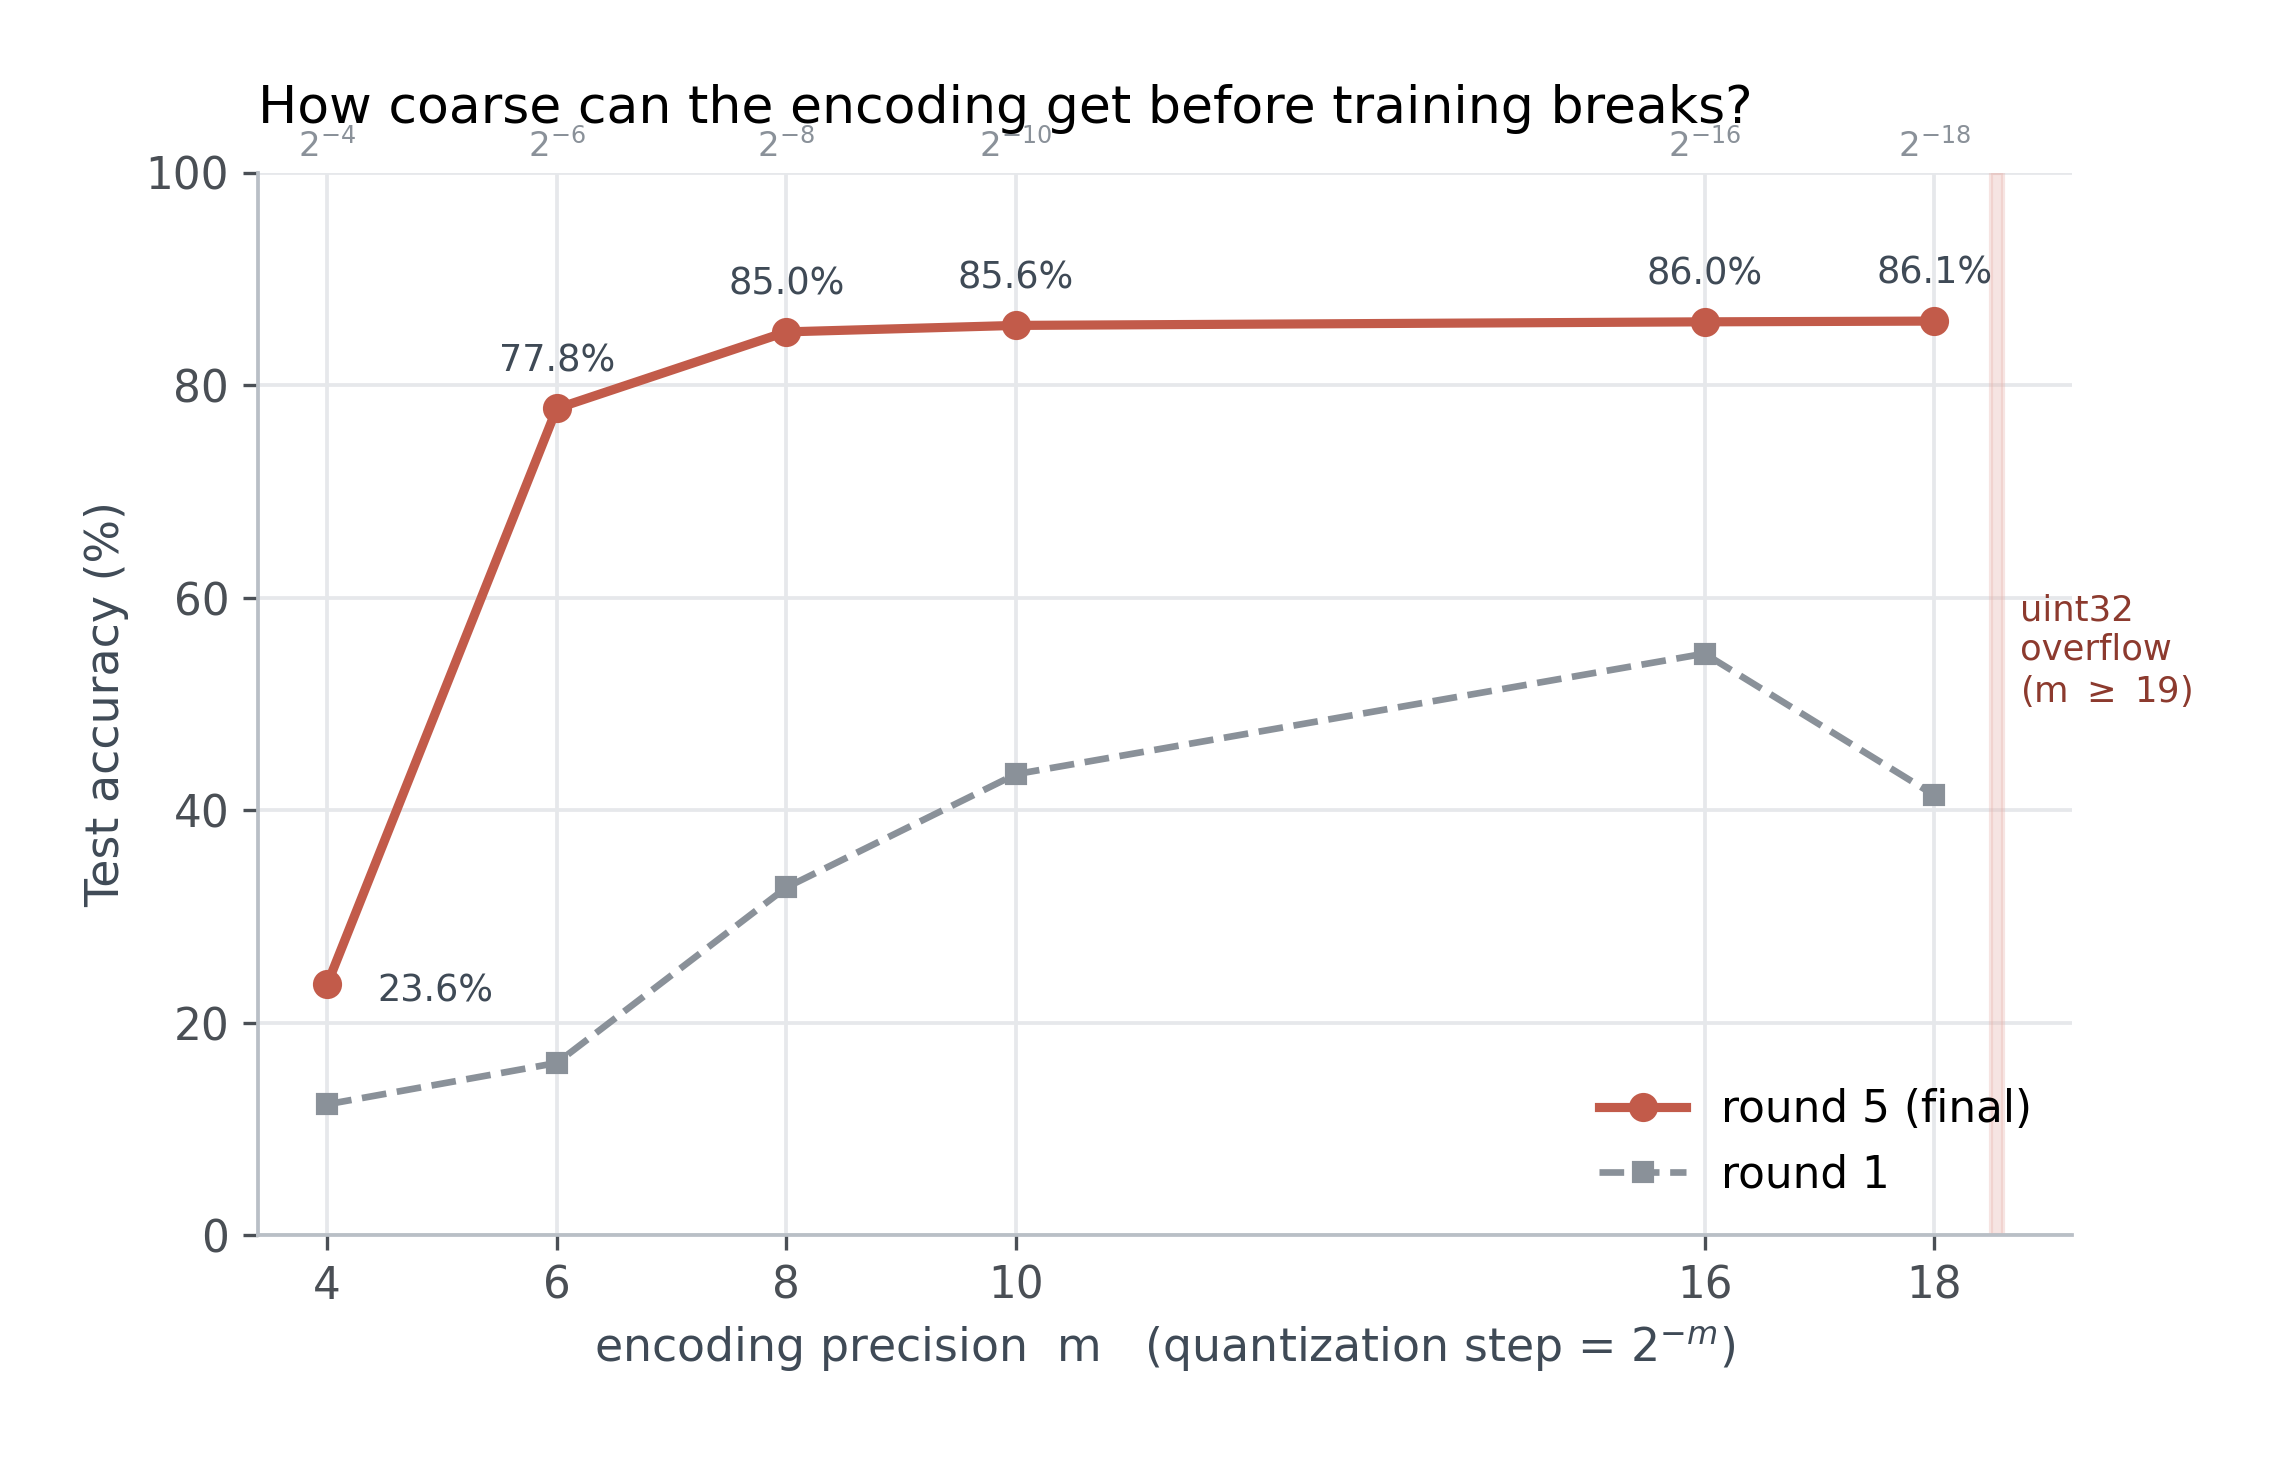 How coarse can the encoding get before training breaks?
2⁻⁴ 2⁻⁶ 2⁻⁸ 2⁻¹⁰ 2⁻¹⁶ 2⁻¹⁸
100
80
60
40
20
0
Test accuracy (%)
23.6%
77.8%
85.0%
85.6%
86.0%
86.1%
uint32
overflow
(m ≥ 19)
round 5 (final)
round 1
4 6 8 10 16 18
encoding precision m (quantization step = 2⁻ᵐ)